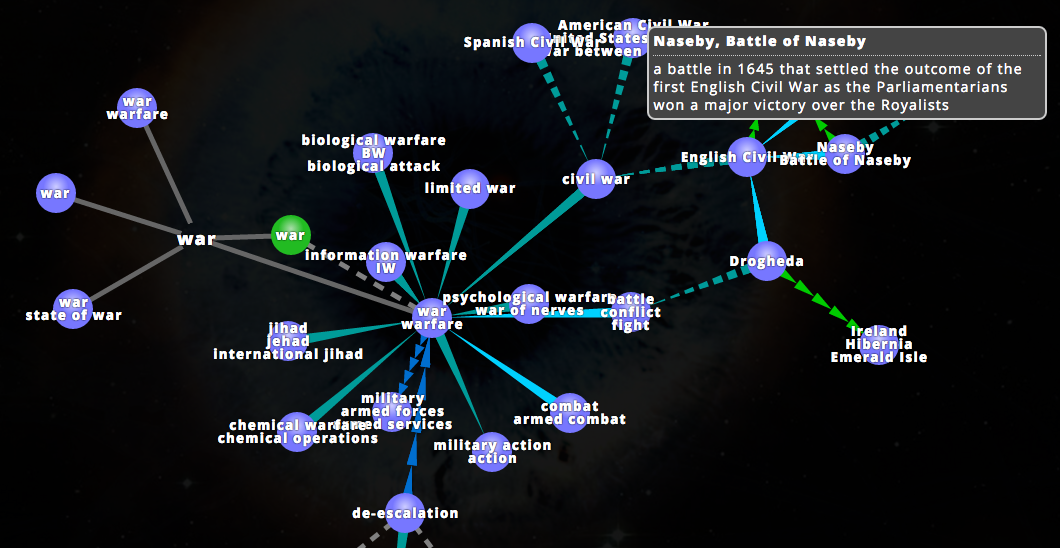 American Civil War
United States
War between
Spanish Civil War
Naseby, Battle of Naseby
a battle in 1645 that settled the outcome of the
first English Civil War as the Parliamentarians
won a major victory over the Royalists
war
warfare
biological warfare
BW
biological attack
English Civil War
Naseby
Battle of Naseby
limited war
civil war
war
war
war
information warfare
IW
Drogheda
psychological warfare
war of nerves
battle
conflict
fight
war
state of war
war
warfare
jihad
jehad
international jihad
Ireland
Hibernia
Emerald Isle
military
armed forces
armed services
combat
armed combat
chemical warfare
chemical operations
military action
action
de-escalation